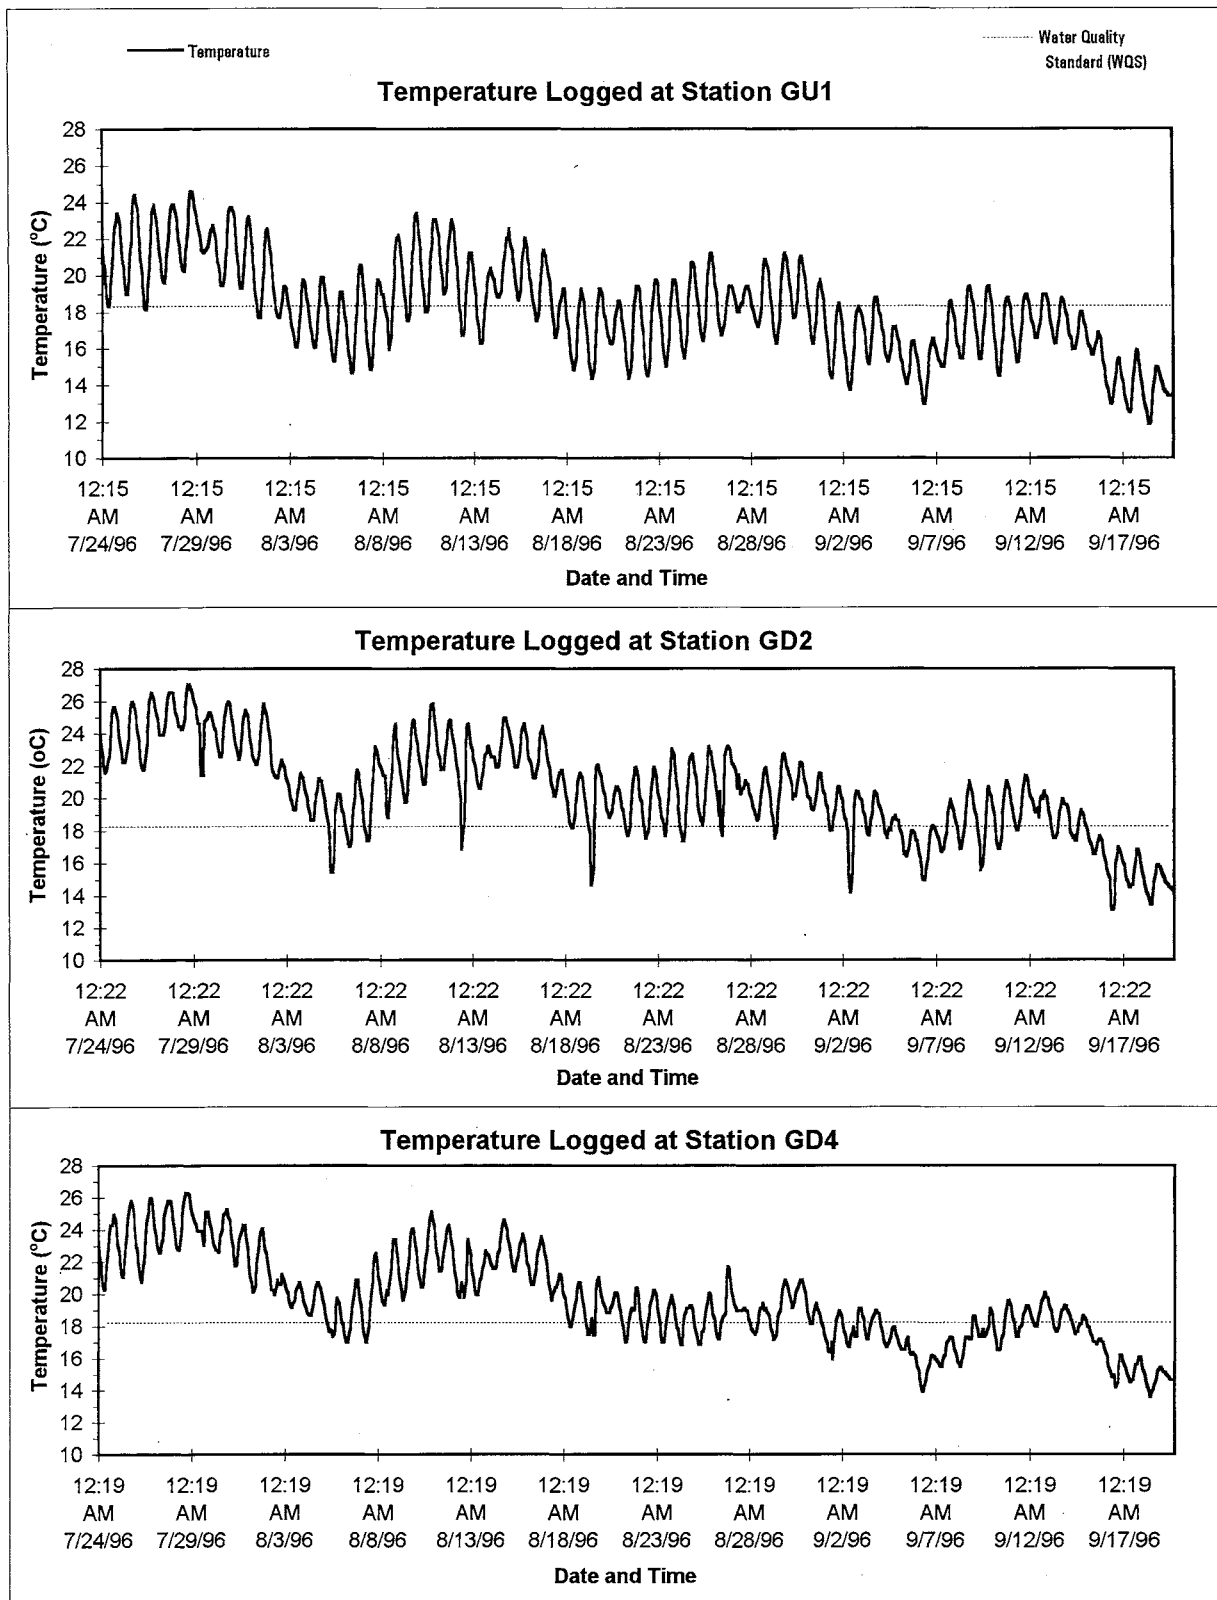 Temperature
Water Quality
Standard (WQS)
Temperature Logged at Station GU1
Temperature (°C)
28
26
24
22
20
18
16
14
12
10
12:15 12:15 12:15 12:15 12:15 12:15 12:15 12:15 12:15 12:15 12:15 12:15
AM AM AM AM AM AM AM AM AM AM AM AM
7/24/96 7/29/96 8/3/96 8/8/96 8/13/96 8/18/96 8/23/96 8/28/96 9/2/96 9/7/96 9/12/96 9/17/96
Date and Time
Temperature Logged at Station GD2
Temperature (oC)
28
26
24
22
20
18
16
14
12
10
12:22 12:22 12:22 12:22 12:22 12:22 12:22 12:22 12:22 12:22 12:22 12:22
AM AM AM AM AM AM AM AM AM AM AM AM
7/24/96 7/29/96 8/3/96 8/8/96 8/13/96 8/18/96 8/23/96 8/28/96 9/2/96 9/7/96 9/12/96 9/17/96
Date and Time
Temperature Logged at Station GD4
Temperature (°C)
28
26
24
22
20
18
16
14
12
10
12:19 12:19 12:19 12:19 12:19 12:19 12:19 12:19 12:19 12:19 12:19 12:19
AM AM AM AM AM AM AM AM AM AM AM AM
7/24/96 7/29/96 8/3/96 8/8/96 8/13/96 8/18/96 8/23/96 8/28/96 9/2/96 9/7/96 9/12/96 9/17/96
Date and Time